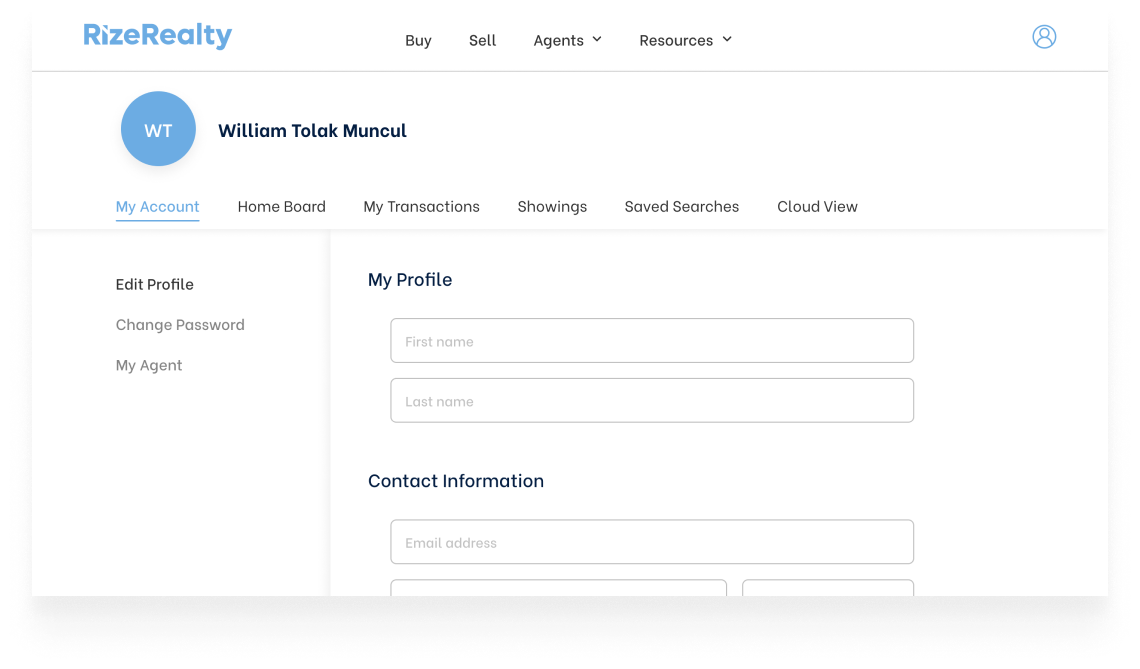 RizeRealty
Buy Sell Agents Resources
WT
William Tolak Muncul
My Account Home Board My Transactions Showings Saved Searches Cloud View
Edit Profile
Change Password
My Agent
My Profile
First name
Last name
Contact Information
Email address